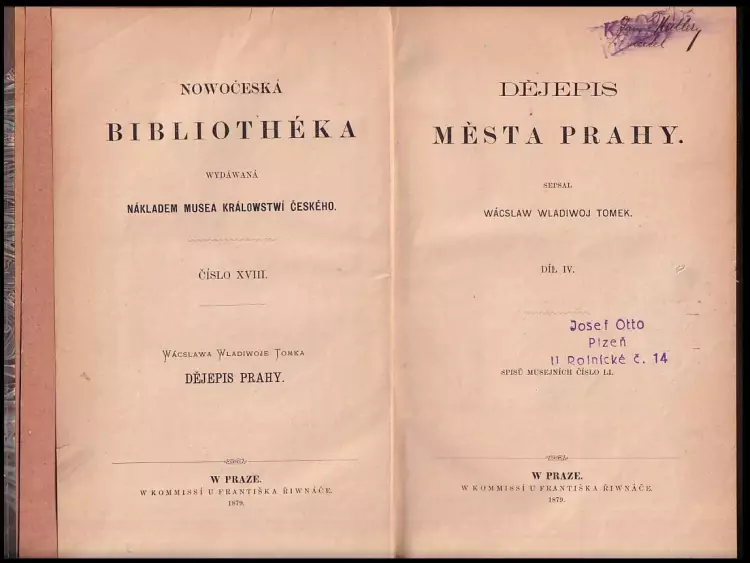 NOWOČESKÁ
BIBLIOTHÉKA
WYDÁWANÁ
NÁKLADEM MUSEA KRÁLOWSTWÍ ČESKÉHO.
ČÍSLO XVIII.
WÁCSLAWA WLADIWOJE TOMKA
DĚJEPIS PRAHY.
W PRAZE.
W KOMMISSÍ U FRANTIŠKA ŘIWNÁČE.
1879.
DĚJEPIS
MĚSTA PRAHY.
SEPSAL
WÁCSLAW WLADIWOJ TOMEK.
DÍL IV.
Josef Otto
Plzeň
U Rolnické č. 14
SPISŮ MUSEJNÍCH ČÍSLO LI.
W PRAZE.
W KOMMISSÍ U FRANTIŠKA ŘIWNÁČE.
1879.